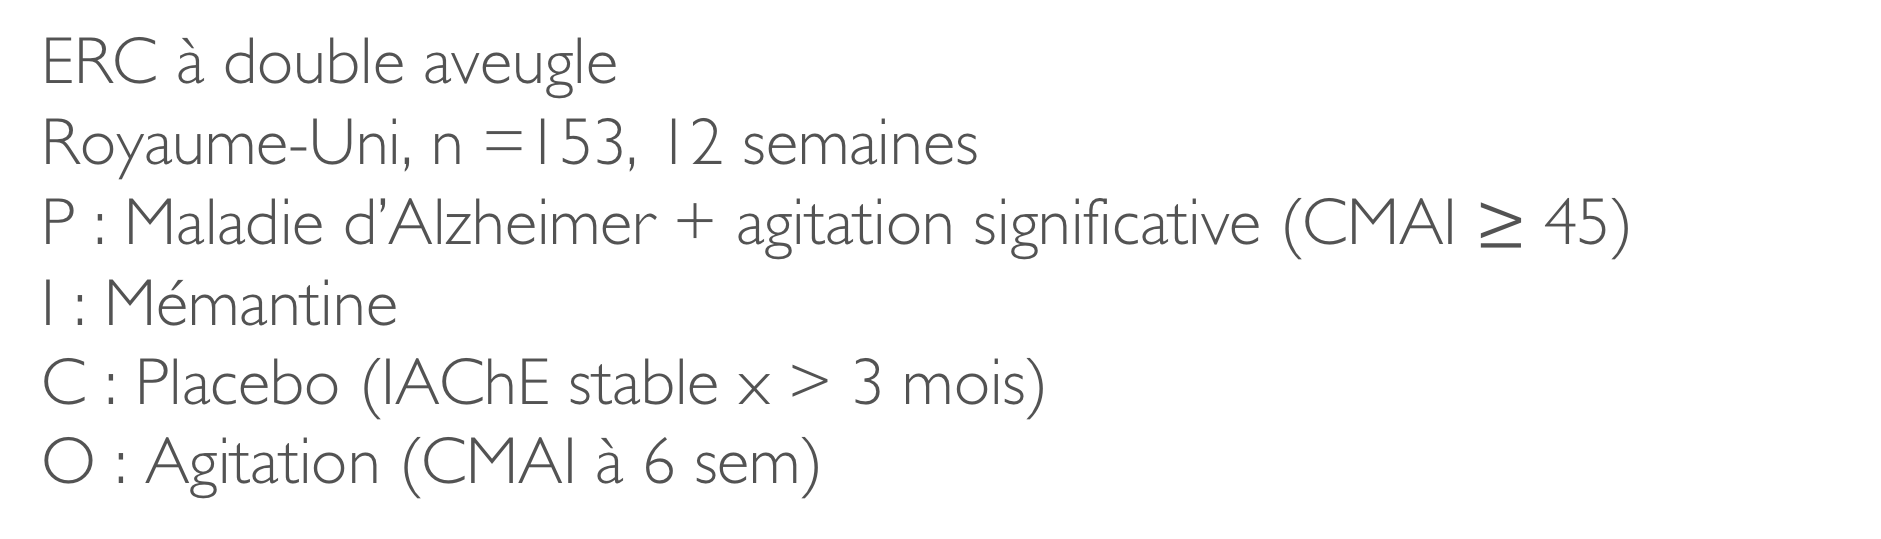 ERC à double aveugle
Royaume-Uni, n =153, 12 semaines
P : Maladie d’Alzheimer + agitation significative (CMAI ≥ 45)
I : Mémantine
C : Placebo (IAChE stable x > 3 mois)
O : Agitation (CMAI à 6 sem)